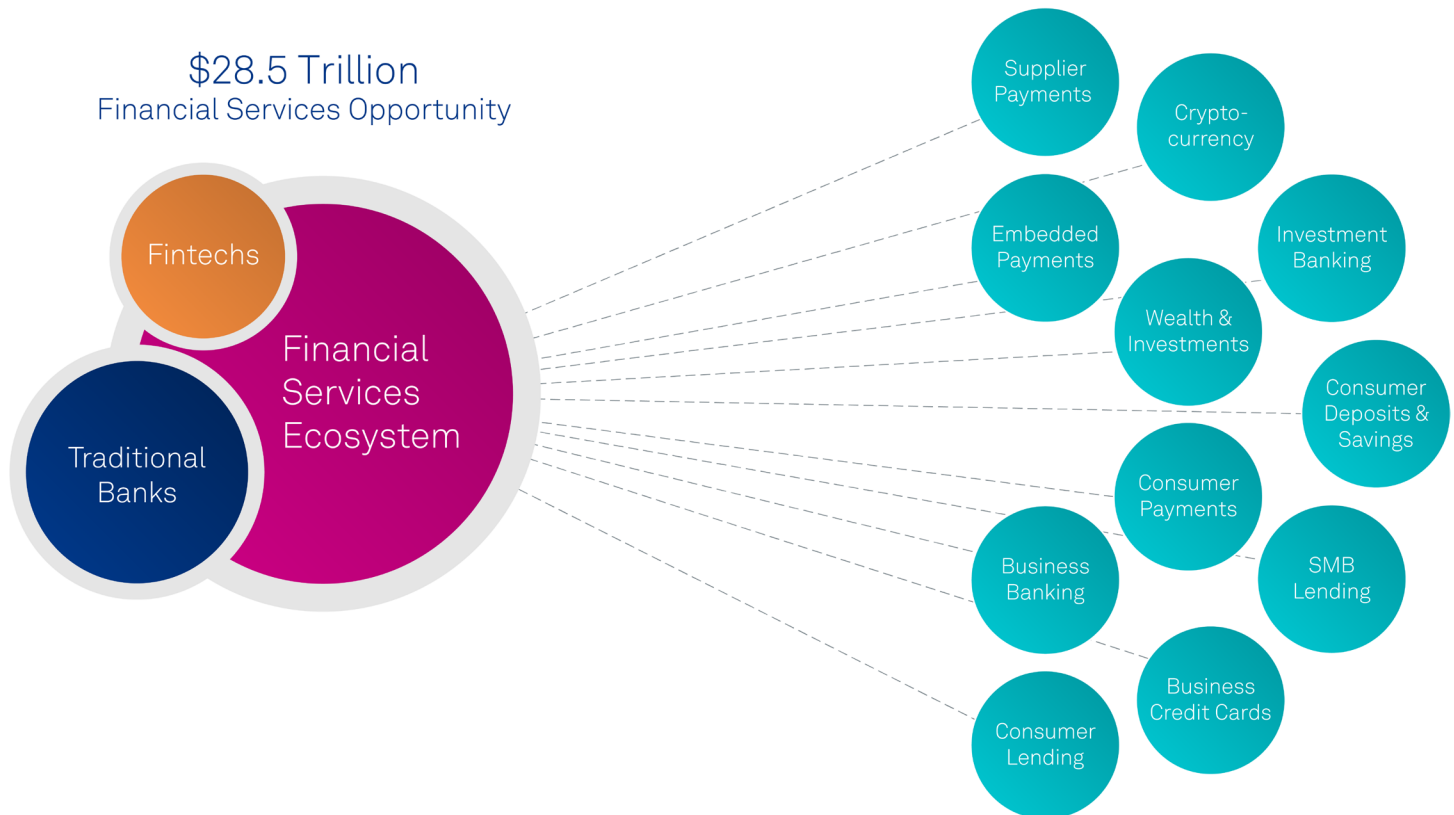 $28.5 Trillion
Financial Services Opportunity
Fintechs
Traditional
Banks
Financial
Services
Ecosystem
Supplier
Payments
Crypto-
currency
Embedded
Payments
Investment
Banking
Wealth &
Investments
Consumer
Deposits &
Savings
Consumer
Payments
Business
Banking
SMB
Lending
Business
Credit Cards
Consumer
Lending